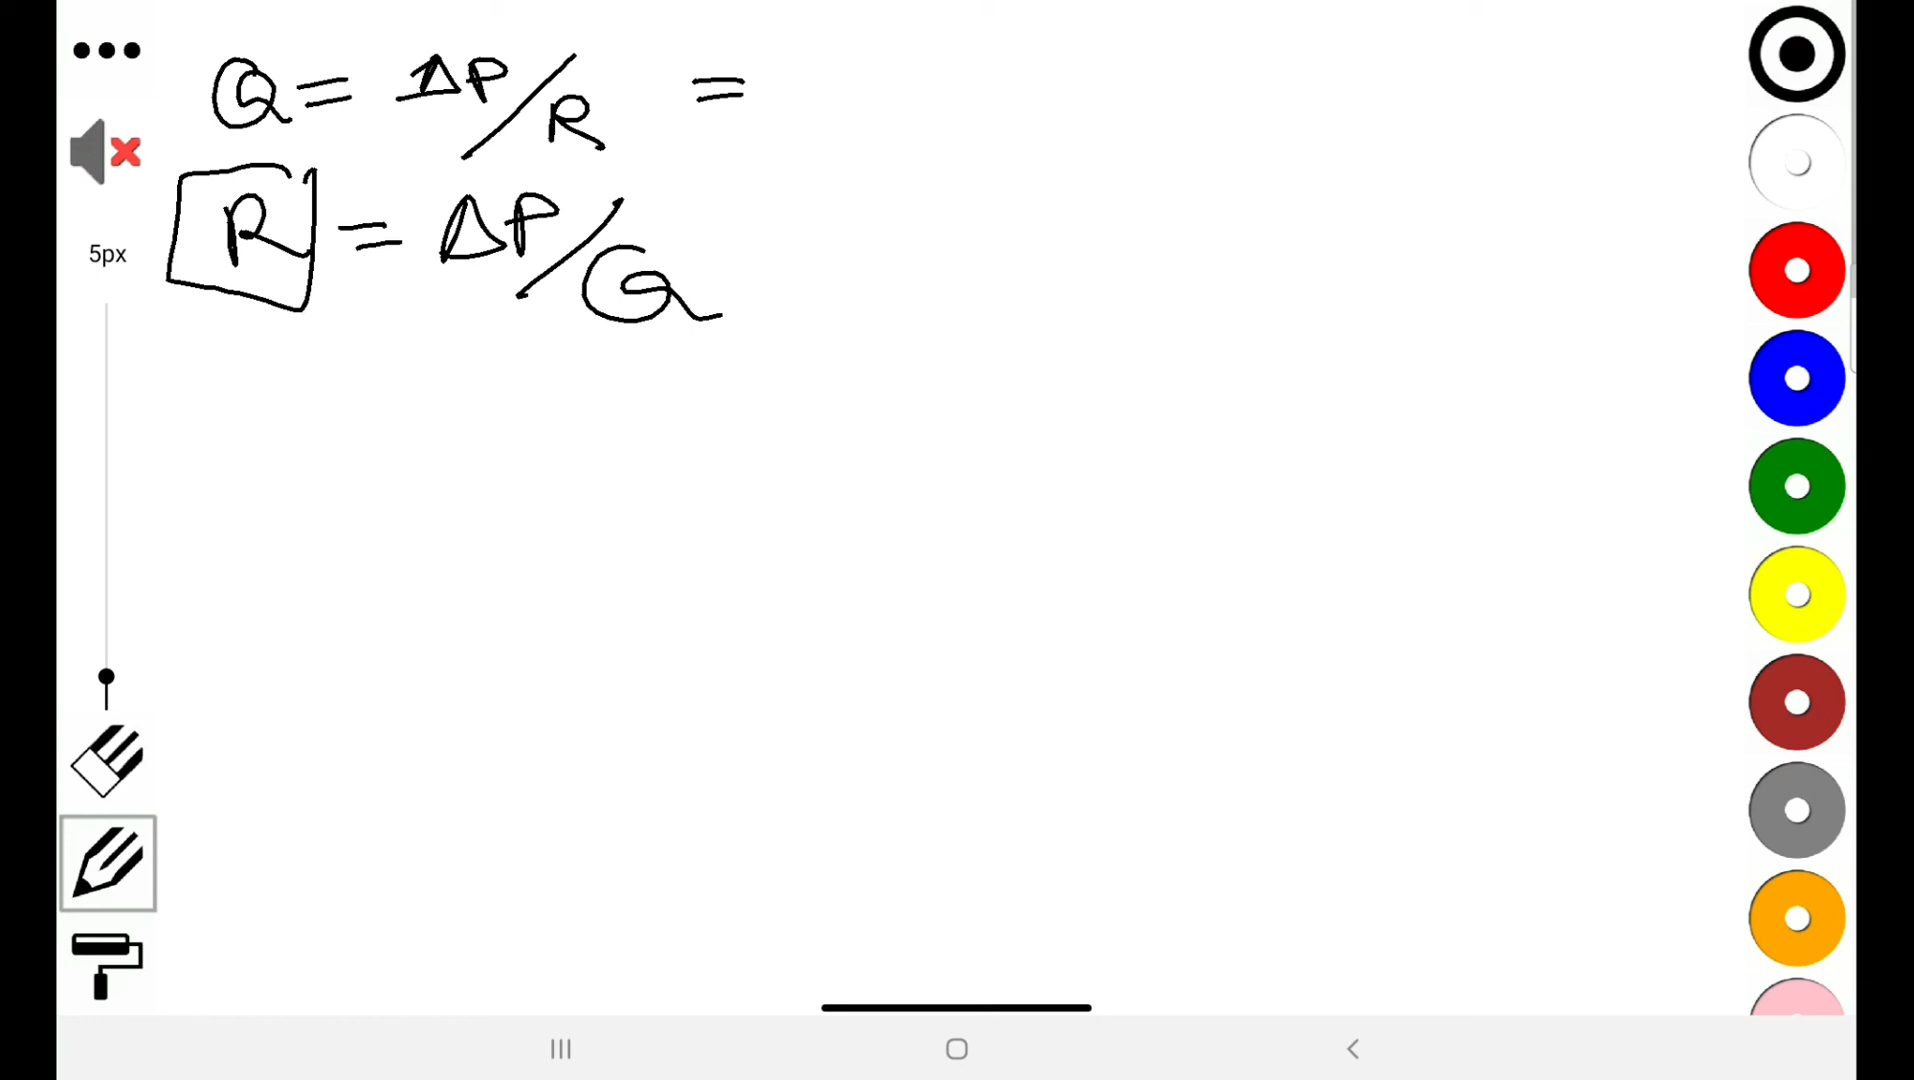 Q = ΔP/R =
R = ΔP/Q
5px